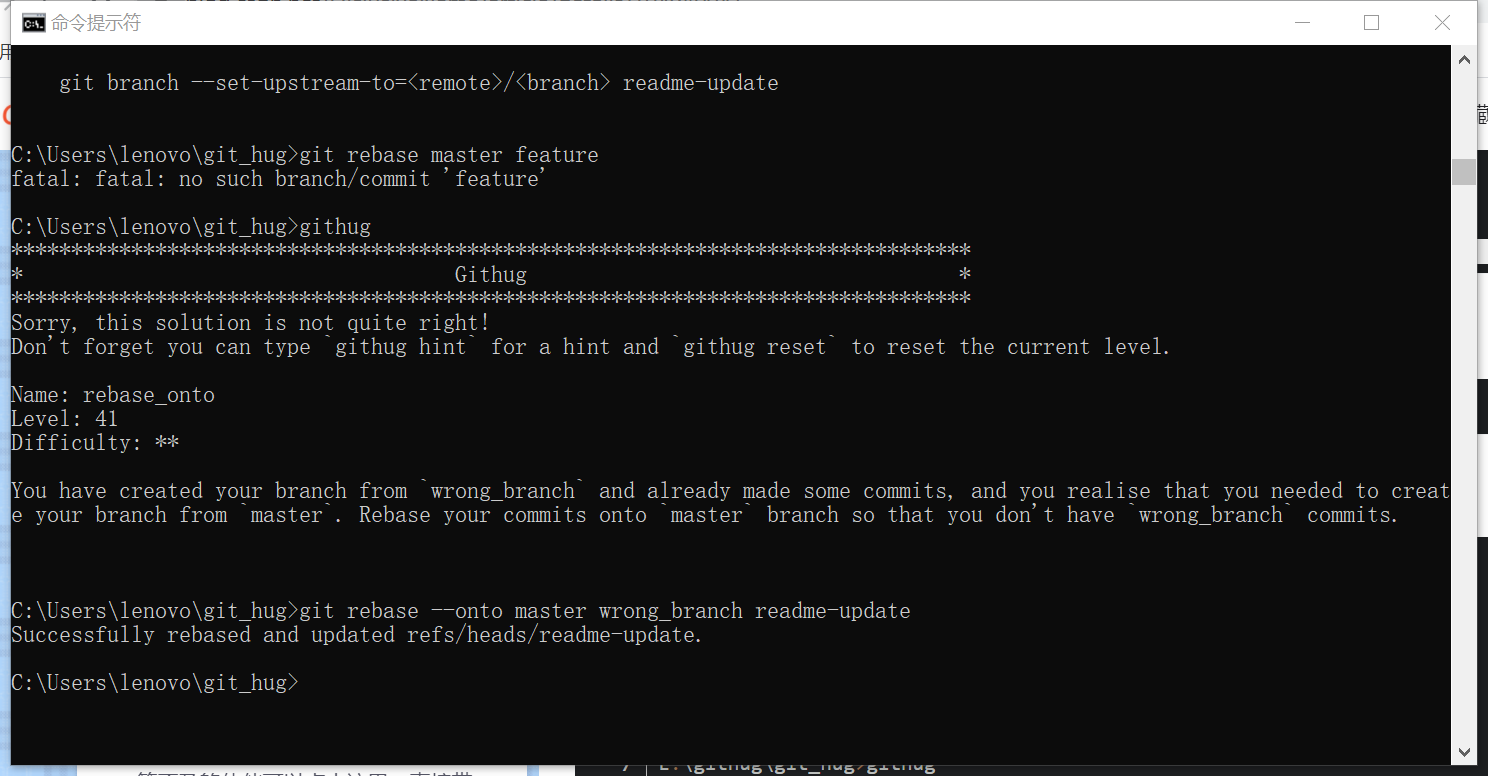 命令提示符
git branch --set-upstream-to=<remote>/<branch> readme-update
C:\Users\lenovo\git_hug>git rebase master feature
fatal: fatal: no such branch/commit 'feature'
C:\Users\lenovo\git_hug>githug
********************************************************************************
*                                     Githug                                    *
********************************************************************************
Sorry, this solution is not quite right!
Don't forget you can type `githug hint` for a hint and `githug reset` to reset the current level.
Name: rebase_onto
Level: 41
Difficulty: **
You have created your branch from `wrong_branch` and already made some commits, and you realise that you needed to creat
e your branch from `master`. Rebase your commits onto `master` branch so that you don't have `wrong_branch` commits.
C:\Users\lenovo\git_hug>git rebase --onto master wrong_branch readme-update
Successfully rebased and updated refs/heads/readme-update.
C:\Users\lenovo\git_hug>